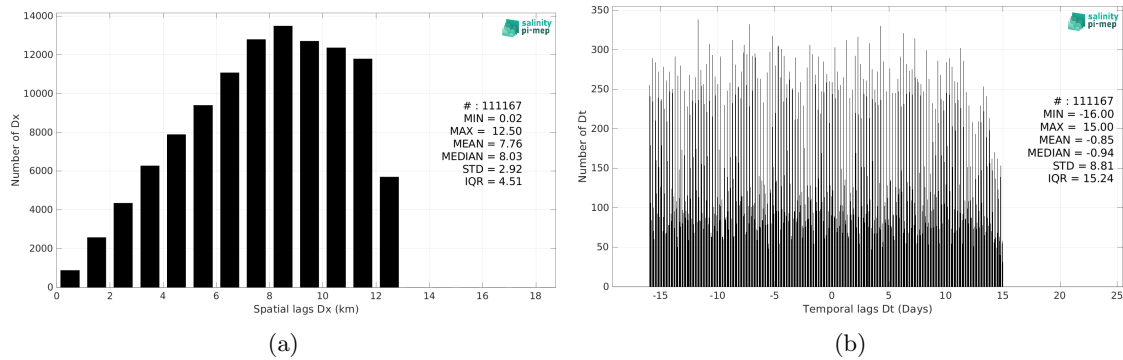 14000
12000
10000
8000
6000
4000
2000
0
Number of Dx
0 2 4 6 8 10 12 14 16 18
Spatial lags Dx (km)
salinity
pi-mep
# : 111167
MIN = 0.02
MAX = 12.50
MEAN = 7.76
MEDIAN = 8.03
STD = 2.92
IQR = 4.51
(a)
350
300
250
200
150
100
50
0
Number of Dt
-15 -10 -5 0 5 10 15 20 25
Temporal lags Dt (Days)
salinity
pi-mep
# : 111167
MIN = -16.00
MAX = 15.00
MEAN = -0.85
MEDIAN = -0.94
STD = 8.81
IQR = 15.24
(b)